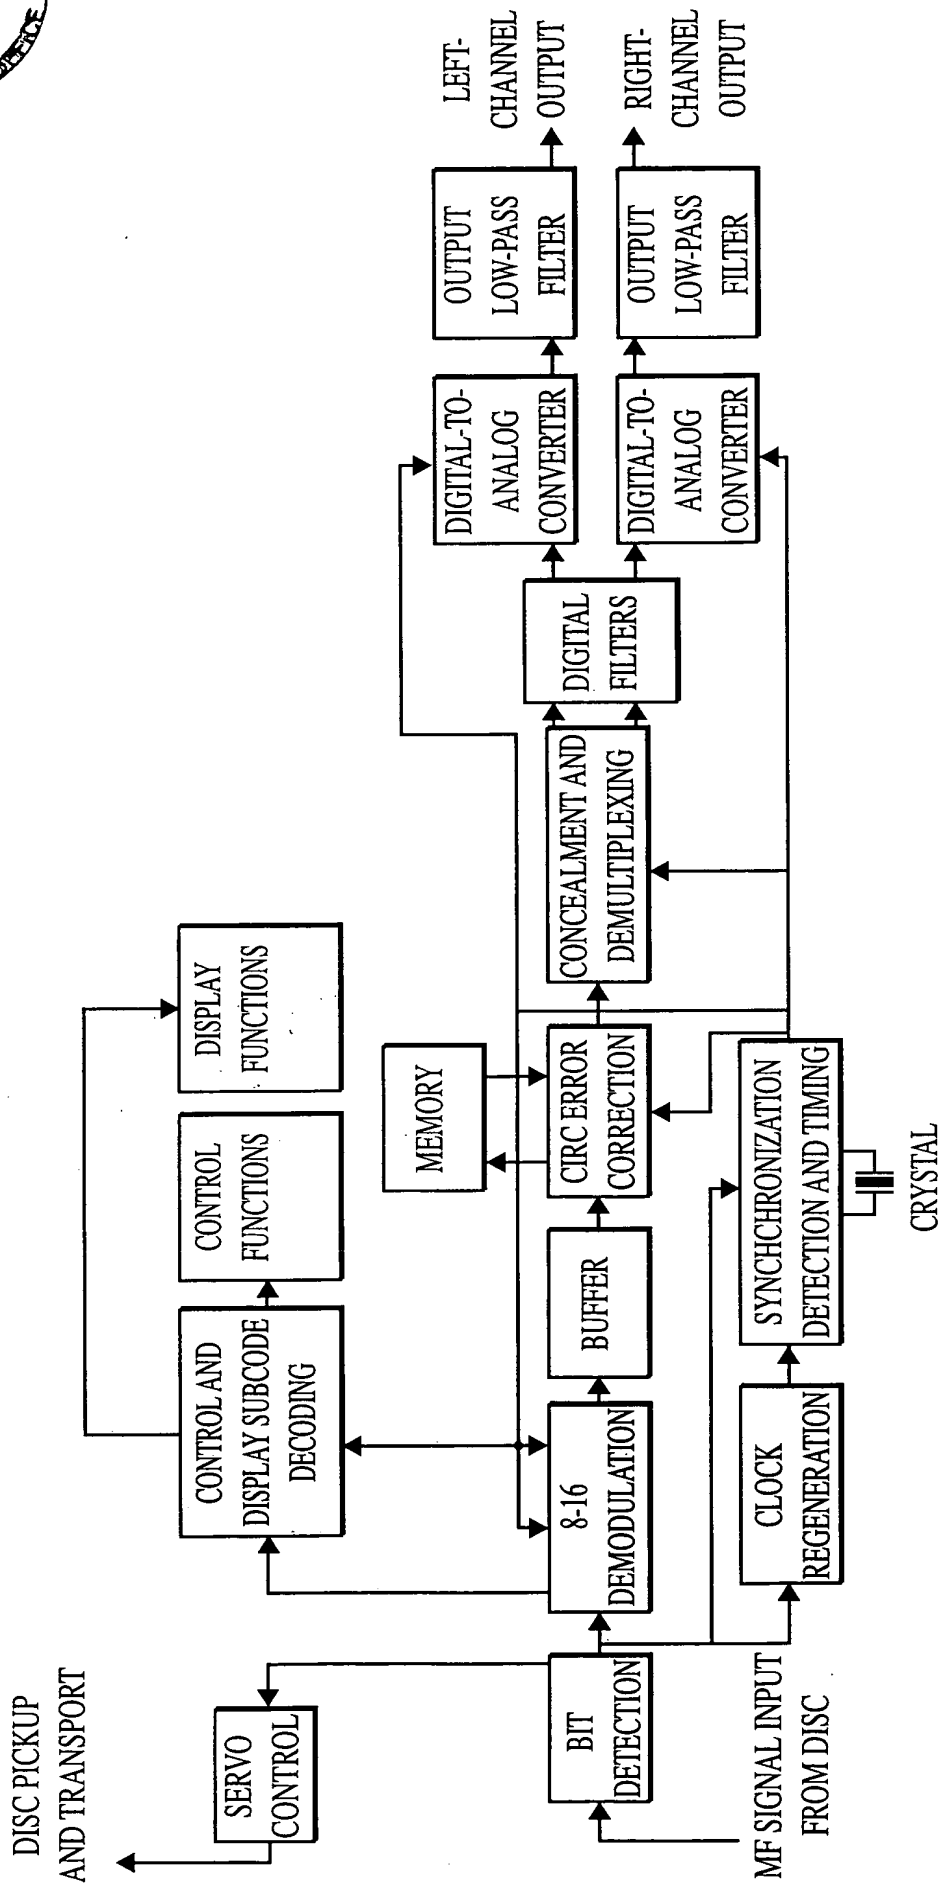 DISC PICKUP
AND TRANSPORT
SERVO
CONTROL
CONTROL AND
DISPLAY SUBCODE
DECODING
CONTROL
FUNCTIONS
DISPLAY
FUNCTIONS
MEMORY
MF SIGNAL INPUT
FROM DISC
BIT
DETECTION
8-16
DEMODULATION
BUFFER
CIRC ERROR
CORRECTION
CONCEALMENT AND
DEMULTIPLEXING
DIGITAL
FILTERS
DIGITAL-TO-
ANALOG
CONVERTER
OUTPUT
LOW-PASS
FILTER
LEFT-
CHANNEL
OUTPUT
DIGITAL-TO-
ANALOG
CONVERTER
OUTPUT
LOW-PASS
FILTER
RIGHT-
CHANNEL
OUTPUT
CLOCK
REGENERATION
SYNCHCHRONIZATION
DETECTION AND TIMING
CRYSTAL
OFFICE